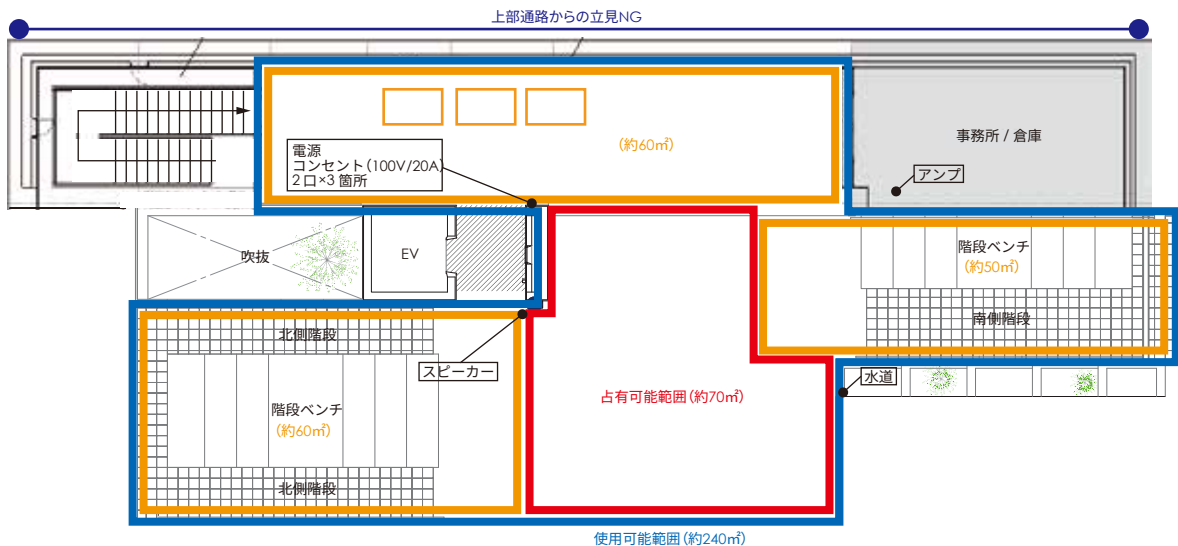 上部通路からの立見NG
電源
コンセント(100V/20A)
2口×3箇所
(約60㎡)
事務所 / 倉庫
アンプ
吹抜
EV
階段ベンチ
(約50㎡)
南側階段
北側階段
スピーカー
水道
占有可能範囲(約70㎡)
階段ベンチ
(約60㎡)
北側階段
使用可能範囲(約240㎡)